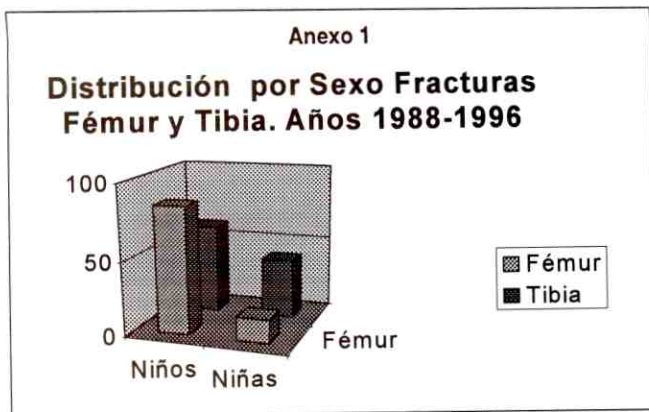 Anexo 1
Distribución por Sexo Fracturas
Fémur y Tibia. Años 1988-1996
100
50
0
Niños
Niñas
Fémur
Fémur
Tibia